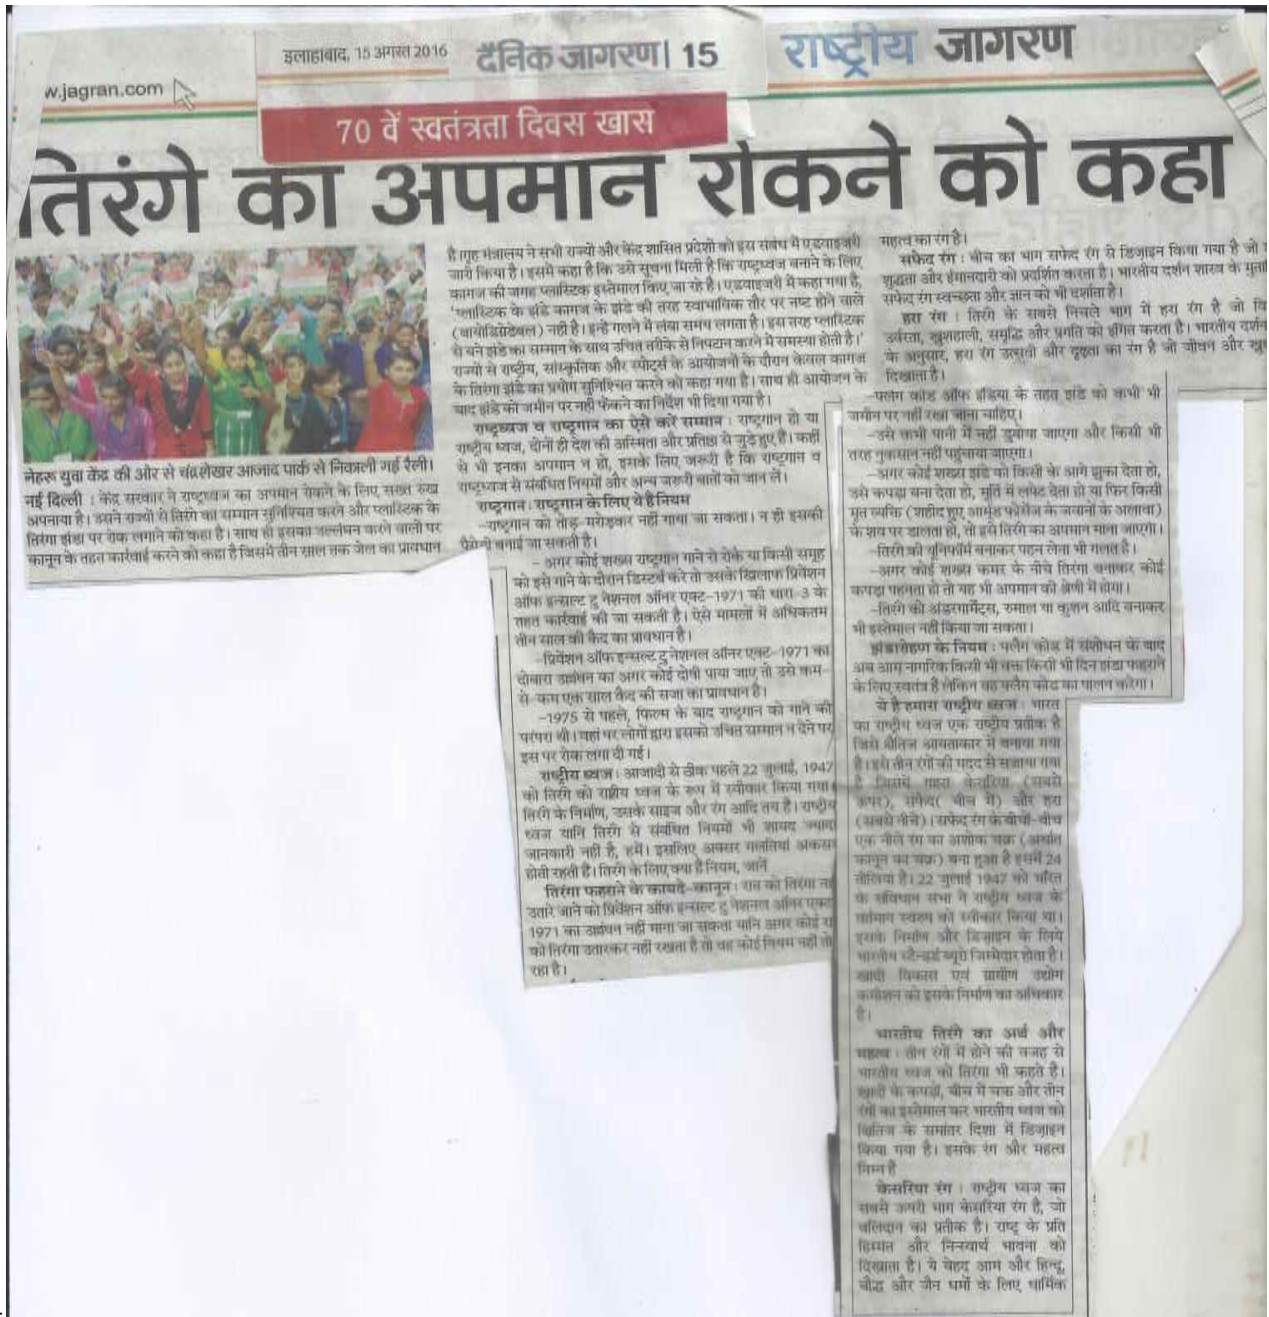 इलाहाबाद, 15 अगस्त 2016
दैनिक जागरण | 15
राष्ट्रीय जागरण
w.jagran.com
70 वें स्वतंत्रता दिवस खास
तिरंगे का अपमान रोकने को कहा
नेहरू युवा केंद्र की ओर से चंद्रशेखर आजाद पार्क से निकाली गई रैली।
नई दिल्ली : केंद्र सरकार ने राष्ट्रध्वज का अपमान रोकने के लिए सख्त रुख
अपनाया है। उसने राज्यों से तिरंगे का सम्मान सुनिश्चित करने और प्लास्टिक के
तिरंगा झंडा पर रोक लगाने को कहा है। साथ ही इसका उल्लंघन करने वालों पर
कानून के तहत कार्रवाई करने को कहा है जिसमें तीन साल तक जेल का प्रावधान
है।गृह मंत्रालय ने सभी राज्यों और केंद्र शासित प्रदेशों को इस संबंध में एडवाइजरी
जारी किया है। इसमें कहा है कि उसे सूचना मिली है कि राष्ट्रध्वज बनाने के लिए
कागज की जगह प्लास्टिक इस्तेमाल किए जा रहे है। एडवाइजरी में कहा गया है,
'प्लास्टिक के झंडे कागज के झंडे की तरह स्वाभाविक तौर पर नष्ट होने वाले
(बायोडिग्रेडेबल) नहीं है। इन्हें गलने में लंबा समय लगता है। इस तरह प्लास्टिक
से बने झंडे का सम्मान के साथ उचित तरीके से निपटान करने में समस्या होती है।'
राज्यों से राष्ट्रीय, सांस्कृतिक और स्पोर्ट्स के आयोजनों के दौरान केवल कागज
के तिरंगा झंडे का प्रयोग सुनिश्चित करने को कहा गया है। साथ ही आयोजन के
बाद झंडे को जमीन पर नहीं फेंकने का निर्देश भी दिया गया है।
राष्ट्रध्वज व राष्ट्रगान का ऐसे करें सम्मान : राष्ट्रगान हो या
राष्ट्रीय ध्वज, दोनों ही देश की अस्मिता और प्रतिष्ठा से जुड़े हुए हैं। कहीं
से भी इनका अपमान न हो, इसके लिए जरूरी है कि राष्ट्रगान व
राष्ट्रध्वज से संबंधित नियमों और अन्य जरूरी बातों को जान लें।
राष्ट्रगान : राष्ट्रगान के लिए ये है नियम
–राष्ट्रगान को तोड़-मरोड़कर नहीं गाया जा सकता। न ही इसकी
पैरोडी बनाई जा सकती है।
– अगर कोई शख्स राष्ट्रगान गाने से रोके या किसी समूह
को इसे गाने के दौरान डिस्टर्ब करे तो उसके खिलाफ प्रिवेंशन
ऑफ इन्सल्ट टु नेशनल ऑनर एक्ट-1971 की धारा-3 के
तहत कार्रवाई की जा सकती है। ऐसे मामलों में अधिकतम
तीन साल की कैद का प्रावधान है।
–प्रिवेंशन ऑफ इन्सल्ट टु नेशनल ऑनर एक्ट-1971 का
दोबारा उल्लंघन का अगर कोई दोषी पाया जाए तो उसे कम-
से-कम एक साल कैद की सजा का प्रावधान है।
–1975 से पहले, फिल्म के बाद राष्ट्रगान को गाने की
परंपरा थी। वहां पर लोगों द्वारा इसको उचित सम्मान न देने पर
इस पर रोक लगा दी गई।
राष्ट्रीय ध्वज : आजादी से ठीक पहले 22 जुलाई, 1947
को तिरंगे को राष्ट्रीय ध्वज के रूप में स्वीकार किया गया।
तिरंगे के निर्माण, उसके साइज और रंग आदि तय है। राष्ट्रीय
ध्वज यानि तिरंगे से संबंधित नियमों भी शायद ज्यादा
जानकारी नहीं है, हमें। इसलिए अक्सर गलतियां अकसर
होती रहती हैं। तिरंगे के लिए क्या है नियम, जानें
तिरंगा फहराने के कायदे-कानून : रात को तिरंगा ना
उतारे जाने को प्रिवेंशन ऑफ इन्सल्ट टु नेशनल ऑनर एक्ट
1971 का उल्लंघन नहीं माना जा सकता यानि अगर कोई रात
को तिरंगा उतारकर नहीं रखता है तो वह कोई नियम नहीं तो
रहा है।
–फ्लैग कोड ऑफ इंडिया के तहत झंडे को कभी भी
जमीन पर नहीं रखा जाना चाहिए।
–उसे कभी पानी में नहीं डुबोया जाएगा और किसी भी
तरह नुकसान नहीं पहुंचाया जाएगा।
–अगर कोई शख्स झंडे को किसी के आगे झुका देता हो,
उसे कपड़ा बना देता हो, मूर्ति में लपेट देता हो या फिर किसी
मृत व्यक्ति (शहीद हुए आर्म्ड फोर्सेज के जवानों के अलावा)
के शव पर डालता हो, तो इसे तिरंगे का अपमान माना जाएगा।
–तिरंगे की यूनिफॉर्म बनाकर पहन लेना भी गलत है।
–अगर कोई शख्स कमर के नीचे तिरंगा बनाकर कोई
कपड़ा पहनता हो तो यह भी अपमान की श्रेणी में होगा।
–तिरंगे की अंडरगार्मेंट्स, रुमाल या कुशन आदि बनाकर
भी इस्तेमाल नहीं किया जा सकता।
झंडारोहण के नियम : फ्लैग कोड में संशोधन के बाद
अब आम नागरिक किसी भी वक्त किसी भी दिन झंडा फहराने
के लिए स्वतंत्र हैं लेकिन वह फ्लैग कोड का पालन करेगा।
ये है हमारा राष्ट्रीय ध्वज : भारत
का राष्ट्रीय ध्वज एक राष्ट्रीय प्रतीक है
जिसे क्षैतिज आयताकार में बनाया गया
है। इसे तीन रंगों की मदद से सजाया गया
है जिसमें गहरा केसरिया (सबसे
ऊपर), सफेद( बीच में) और हरा
(सबसे नीचे)। सफेद रंग के बीचों-बीच
एक नीले रंग का अशोक चक्र (अर्थात
कानून का चक्र) बना हुआ है इसमें 24
तीलियां है। 22 जुलाई 1947 को भारत
के संविधान सभा ने राष्ट्रीय ध्वज के
वर्तमान स्वरुप को स्वीकार किया था।
इसके निर्माण और डिजाइन के लिये
भारतीय स्टैन्डर्ड ब्यूरो जिम्मेदार होता है।
खादी विकास एवं ग्रामीण उद्योग
कमीशन को इसके निर्माण का अधिकार
है।
भारतीय तिरंगे का अर्थ और
महत्व : तीन रंगों में होने की वजह से
भारतीय ध्वज को तिरंगा भी कहते है।
खादी के कपड़ों, बीच में चक्र और तीन
रंगों का इस्तेमाल कर भारतीय ध्वज को
क्षितिज के समांतर दिशा में डिजाइन
किया गया है। इसके रंग और महत्व
निम्न है
केसरिया रंग : राष्ट्रीय ध्वज का
सबसे ऊपरी भाग केसरिया रंग है, जो
बलिदान का प्रतीक है। राष्ट्र के प्रति
हिम्मत और निस्वार्थ भावना को
दिखाता है। ये बेहद आम और हिन्दू,
बौद्ध और जैन धर्मों के लिए धार्मिक
महत्व का रंग है।
सफेद रंग : बीच का भाग सफेद रंग से डिजाइन किया गया है जो
शुद्धता और ईमानदारी को प्रदर्शित करता है। भारतीय दर्शन शास्त्र के
सफेद रंग स्वच्छता और ज्ञान को भी दर्शाता है।
हरा रंग : तिरंगे के सबसे निचले भाग में हरा रंग है जो
उर्वरता, खुशहाली, समृद्धि और प्रगति को इंगित करता है। भारतीय दर्शन
के अनुसार, हरा रंग उत्सवी और दृढ़ता का रंग है जो जीवन और
दिखाता है।